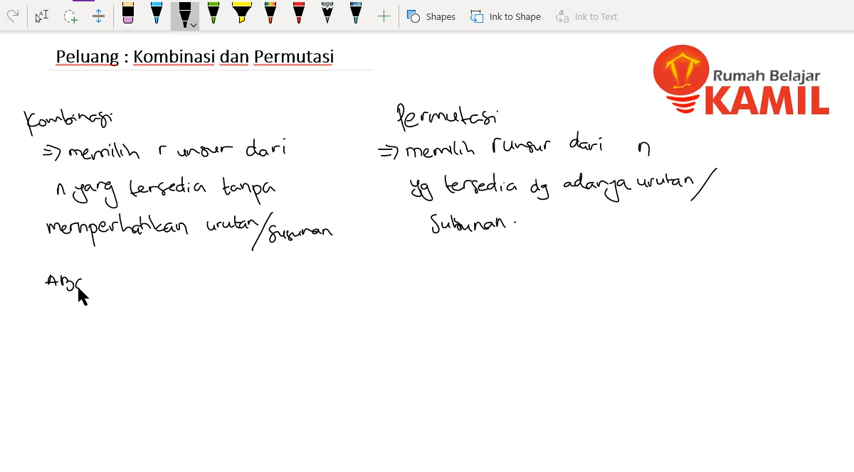 Shapes
Ink to Shape
Ink to Text
Peluang : Kombinasi dan Permutasi
Rumah Belajar
KAMIL
Kombinasi
⇒ memilih r unsur dari
n yang tersedia tanpa
memperhatikan urutan/susunan
ABC
Permutasi
⇒ memilih r unsur dari n
yg tersedia dg adanya urutan/
Susunan.